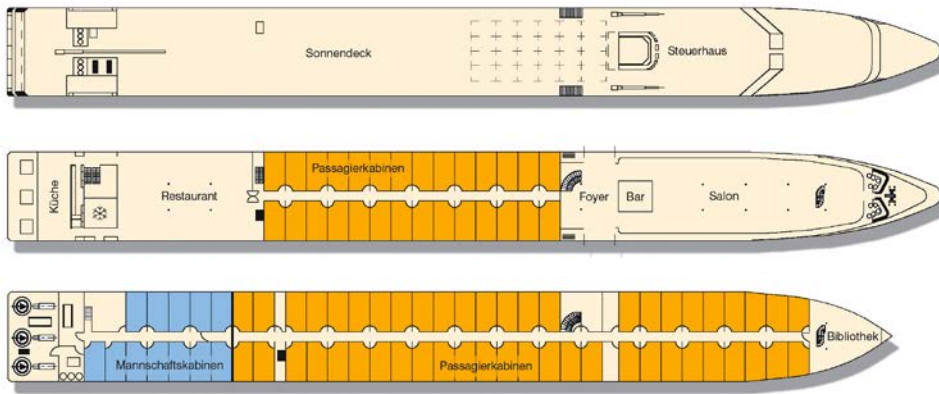 Sonnendeck
Steuerhaus
Passagierkabinen
Küche
Restaurant
Foyer
Bar
Salon
Mannschaftskabinen
Passagierkabinen
Bibliothek